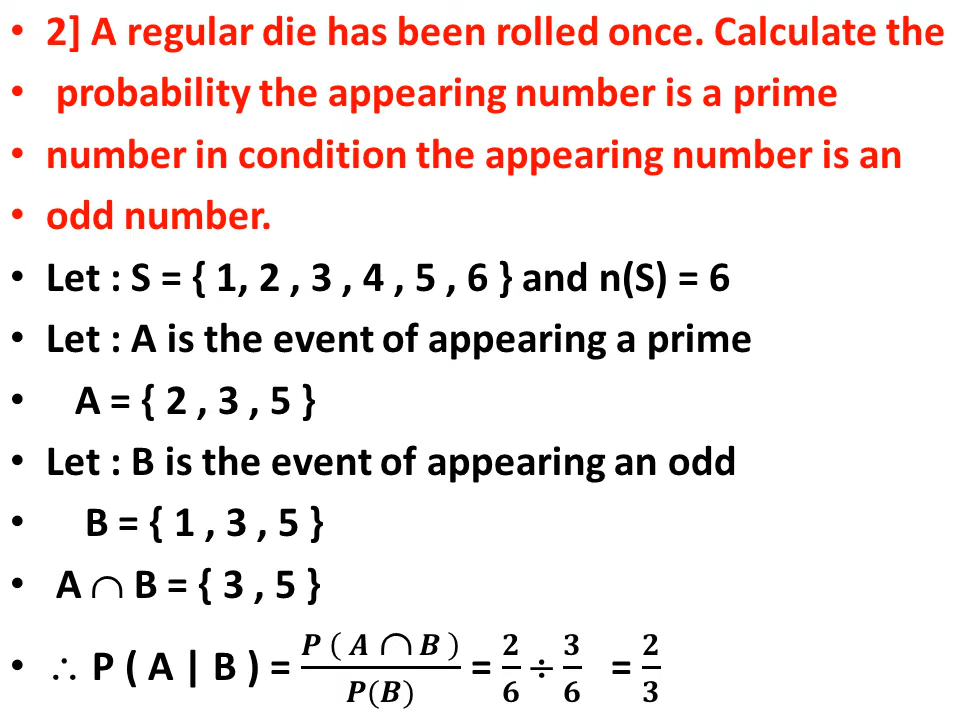 • 2] A regular die has been rolled once. Calculate the
• probability the appearing number is a prime
• number in condition the appearing number is an
• odd number.
• Let : S = { 1, 2 , 3 , 4 , 5 , 6 } and n(S) = 6
• Let : A is the event of appearing a prime
• A = { 2 , 3 , 5 }
• Let : B is the event of appearing an odd
• B = { 1 , 3 , 5 }
• A ∩ B = { 3 , 5 }
• ∴ P ( A | B ) = P ( A ∩ B ) / P(B) = 2/6 ÷ 3/6 = 2/3